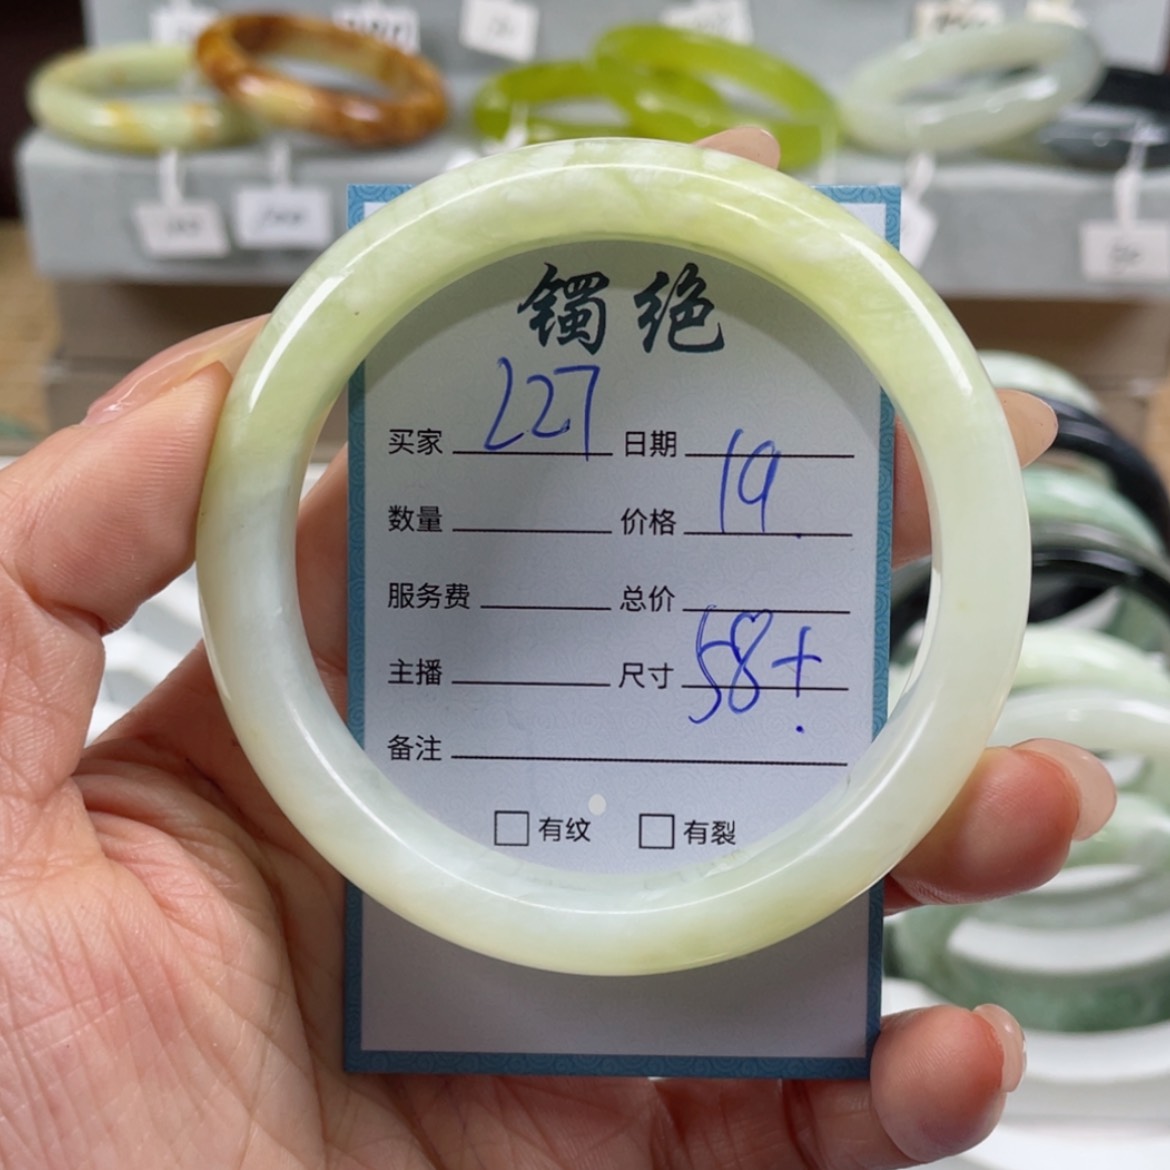 镯绝
买家 227 日期
数量 价格 19
服务费 总价
主播 尺寸 58+
备注
□ 有纹 □ 有裂